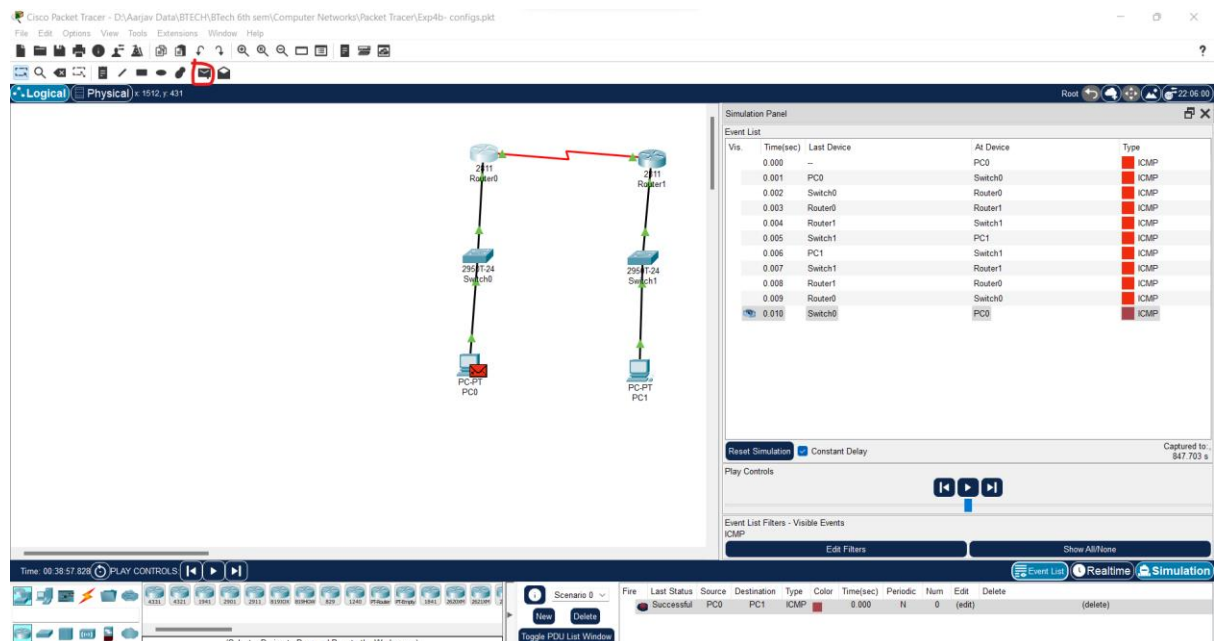 Cisco Packet Tracer - D:\Aarjav Data\BTECH\BTech 6th sem\Computer Networks\Packet Tracer\Exp4b- configs.pkt
File Edit Options View Tools Extensions Window Help
?
Logical Physical x: 1512, y: 431 Root 22:06:00
Simulation Panel
Event List
Vis. Time(sec) Last Device At Device Type
0.000 -- PC0 ICMP
0.001 PC0 Switch0 ICMP
0.002 Switch0 Router0 ICMP
0.003 Router0 Router1 ICMP
0.004 Router1 Switch1 ICMP
0.005 Switch1 PC1 ICMP
0.006 PC1 Switch1 ICMP
0.007 Switch1 Router1 ICMP
0.008 Router1 Router0 ICMP
0.009 Router0 Switch0 ICMP
0.010 Switch0 PC0 ICMP
2811
Router0
2811
Router1
2950T-24
Switch0
2950T-24
Switch1
PC-PT
PC0
PC-PT
PC1
Reset Simulation Constant Delay Captured to:
847.703 s
Play Controls
Event List Filters - Visible Events
ICMP
Edit Filters Show All/None
Time: 00:38:57.828 PLAY CONTROLS: Event List Realtime Simulation
4331 4321 1941 2901 2911 819IOX 819HGW 829 1240 PT-Router PT-Empty 1841 2620XM 2621XM
Scenario 0
New Delete
Toggle PDU List Window
Fire Last Status Source Destination Type Color Time(sec) Periodic Num Edit Delete
Successful PC0 PC1 ICMP 0.000 N 0 (edit) (delete)